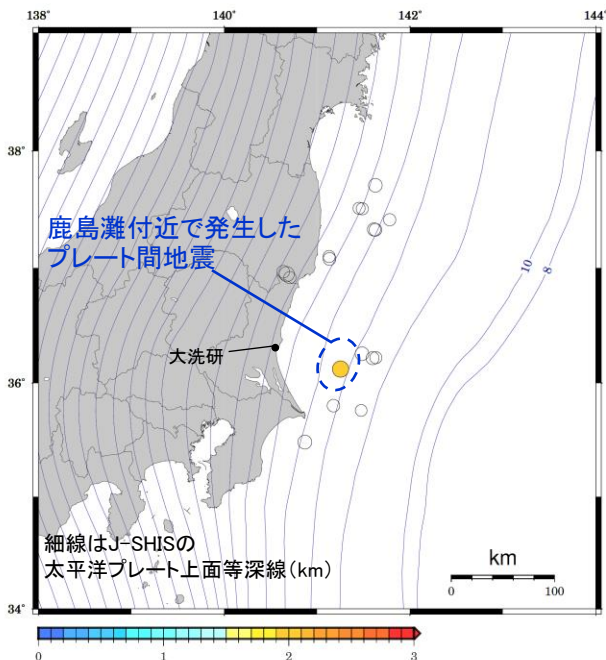 138° 140° 142° 144°
38°
鹿島灘付近で発生した
プレート間地震
10
8
大洗研
36°
細線はJ-SHISの
太平洋プレート上面等深線(km)
km
0 100
34°
0 1 2 3